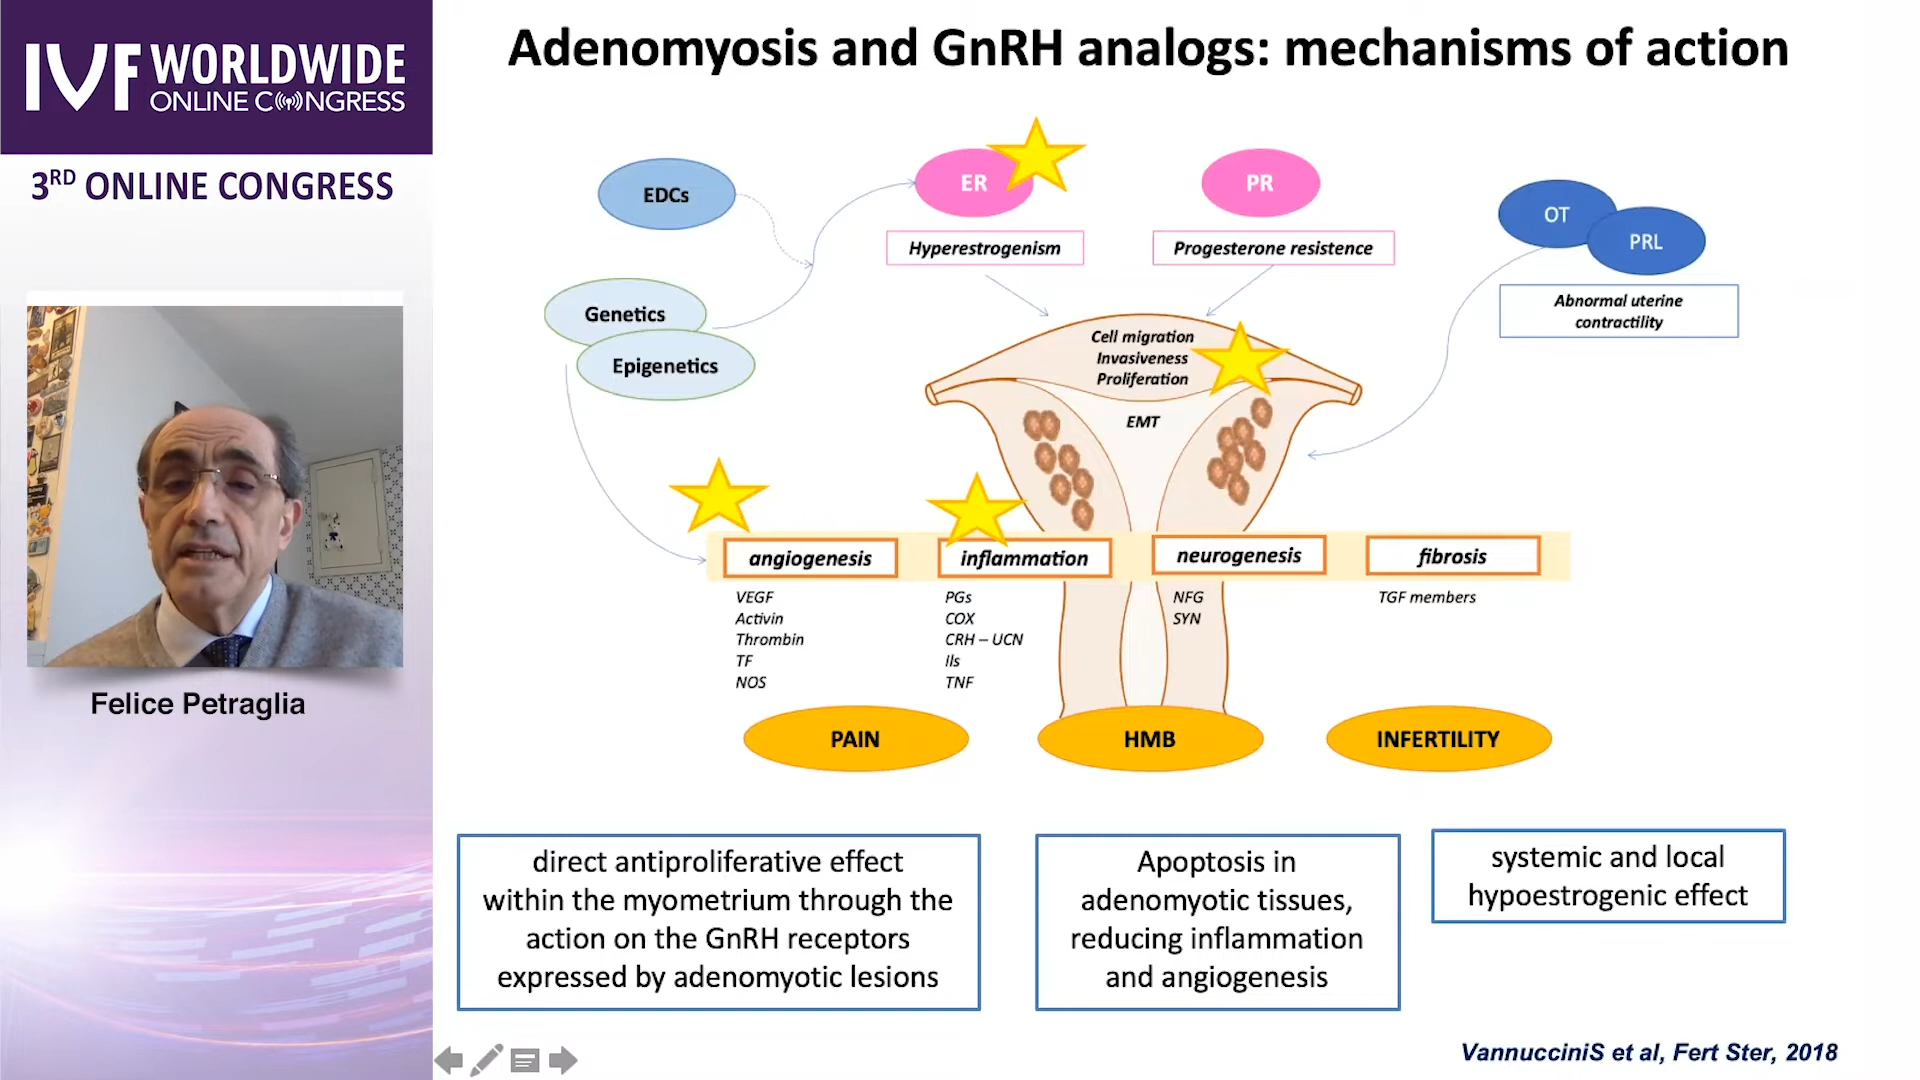 IVF WORLDWIDE
ONLINE CONGRESS
3RD ONLINE CONGRESS
Felice Petraglia
Adenomyosis and GnRH analogs: mechanisms of action
EDCs
ER
PR
OT
PRL
Hyperestrogenism
Progesterone resistence
Abnormal uterine
contractility
Genetics
Epigenetics
Cell migration
Invasiveness
Proliferation
EMT
angiogenesis
inflammation
neurogenesis
fibrosis
VEGF
Activin
Thrombin
TF
NOS
PGs
COX
CRH – UCN
ils
TNF
NFG
SYN
TGF members
PAIN
HMB
INFERTILITY
direct antiproliferative effect
within the myometrium through the
action on the GnRH receptors
expressed by adenomyotic lesions
Apoptosis in
adenomyotic tissues,
reducing inflammation
and angiogenesis
systemic and local
hypoestrogenic effect
VannucciniS et al, Fert Ster, 2018